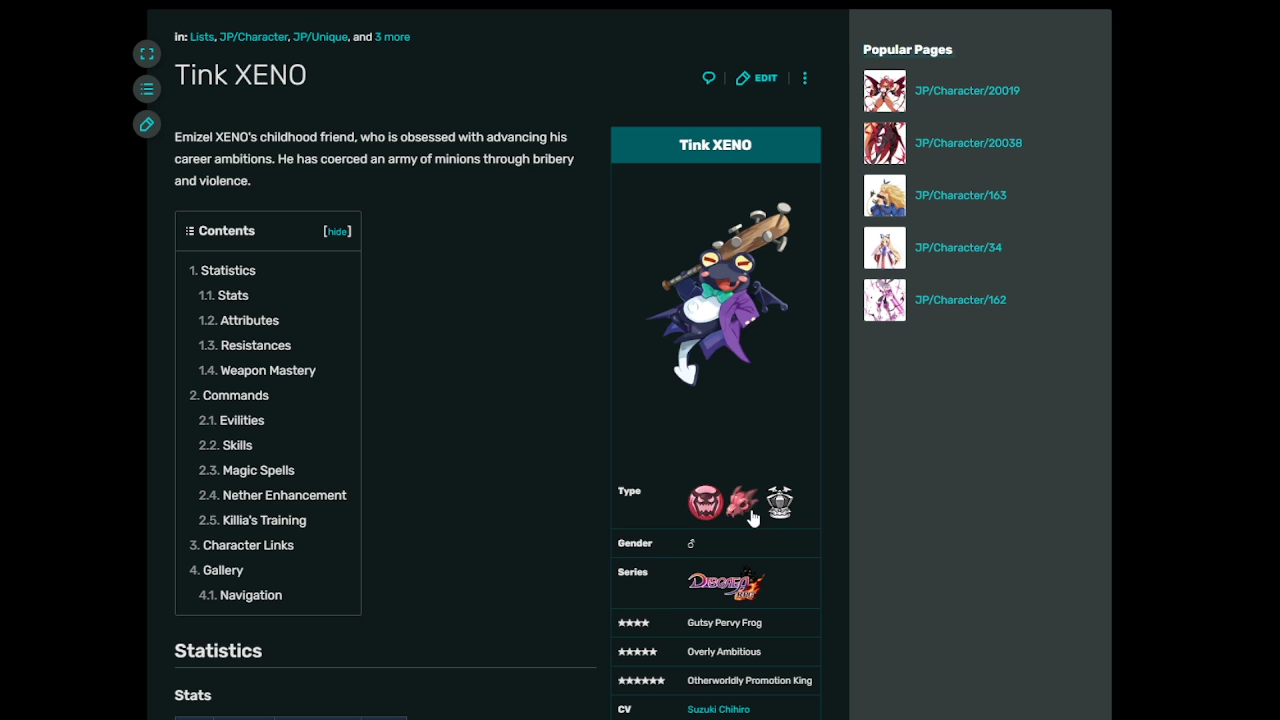 in: Lists, JP/Character, JP/Unique, and 3 more
Tink XENO
EDIT
Emizel XENO's childhood friend, who is obsessed with advancing his
career ambitions. He has coerced an army of minions through bribery
and violence.
Contents [hide]
1. Statistics
1.1. Stats
1.2. Attributes
1.3. Resistances
1.4. Weapon Mastery
2. Commands
2.1. Evilities
2.2. Skills
2.3. Magic Spells
2.4. Nether Enhancement
2.5. Killia's Training
3. Character Links
4. Gallery
4.1. Navigation
Statistics
Stats
Tink XENO
Type
Gender ♂
Series DISGAEA RPG
★★★★ Gutsy Pervy Frog
★★★★★ Overly Ambitious
★★★★★★ Otherworldly Promotion King
CV Suzuki Chihiro
Popular Pages
JP/Character/20019
JP/Character/20038
JP/Character/163
JP/Character/34
JP/Character/162